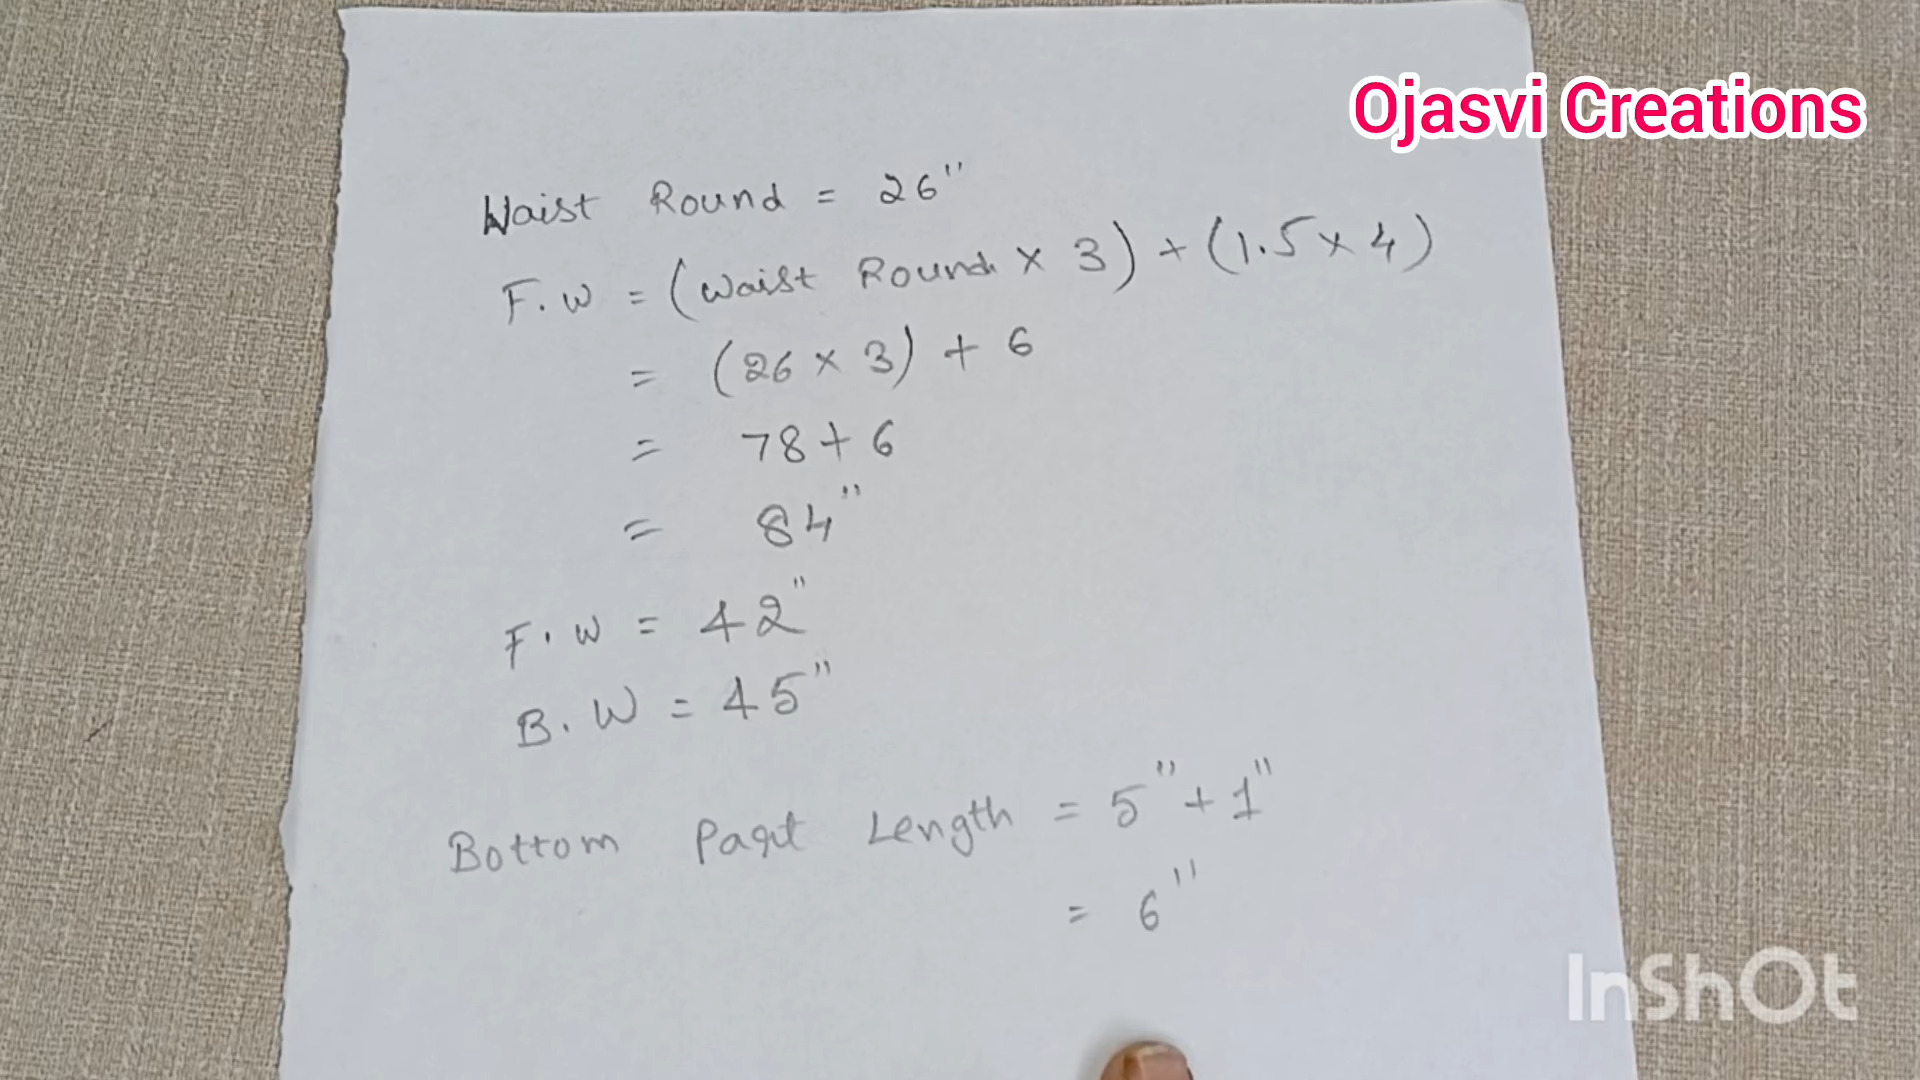 Ojasvi Creations
Waist Round = 26"
F.W = (Waist Round × 3) + (1.5 × 4)
= (26 × 3) + 6
= 78 + 6
= 84"
F.W = 42"
B.W = 45"
Bottom Part Length = 5" + 1"
= 6"
InShOt